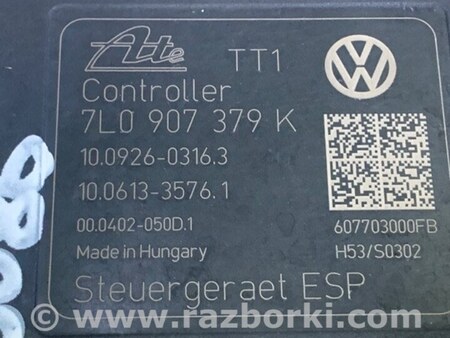 Ate TT1
Controller
7L0 907 379 K
10.0926-0316.3
10.0613-3576.1
00.0402-050D.1
607703000FB
Made in Hungary
H53/S0302
Steuergeraet ESP
www.razborki.com